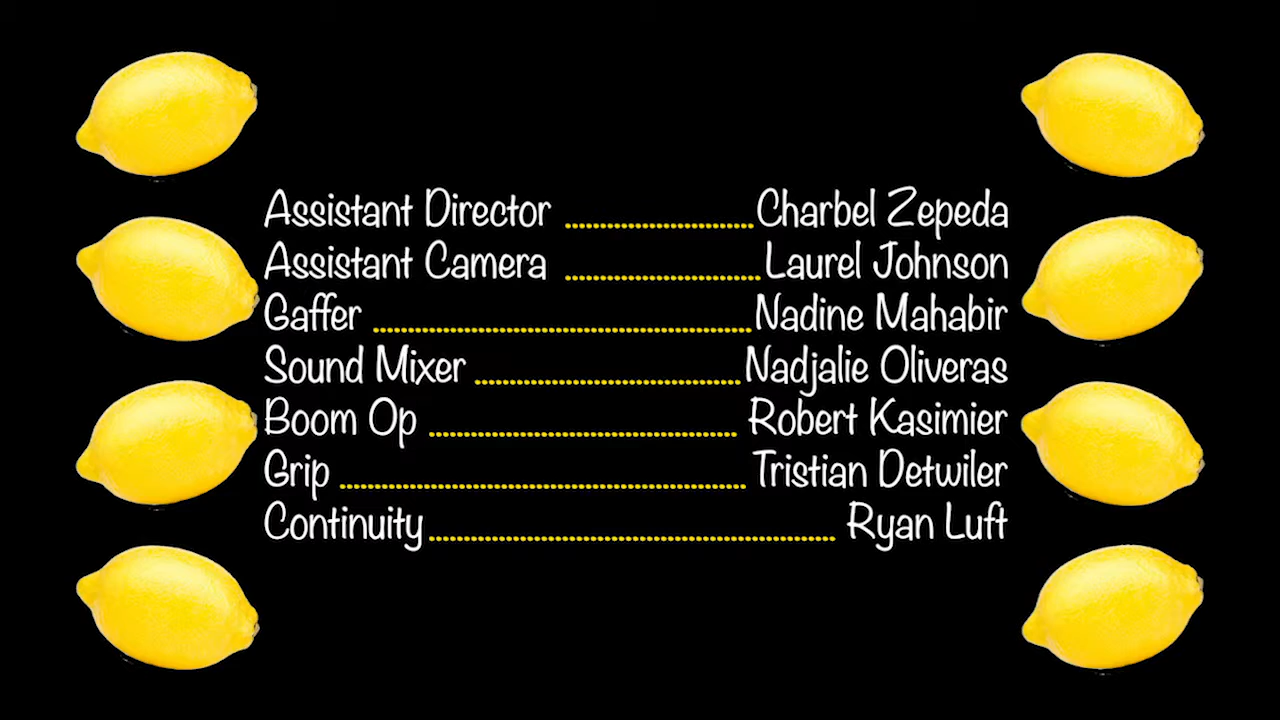 Assistant Director ........................... Charbel Zepeda
Assistant Camera ............................ Laurel Johnson
Gaffer ...................................................... Nadine Mahabir
Sound Mixer ...................................... Nadjalie Oliveras
Boom Op ............................................ Robert Kasimier
Grip .......................................................... Tristian Detwiler
Continuity .......................................................... Ryan Luft